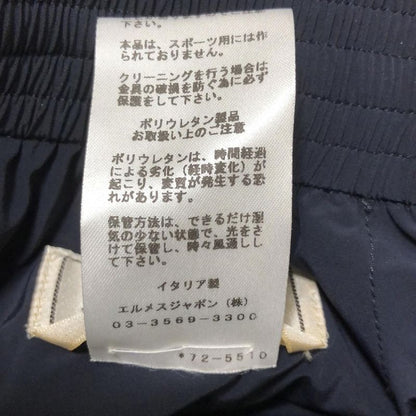 下さい。
本品は、スポーツ用には作
られておりません。
クリーニングを行う場合は
金具の破損を防ぐ為に必ず
保護をして下さい。
ポリウレタン製品
お取扱い上のご注意
ポリウレタンは、時間経過
による劣化（経時変化）が
起こり、変質が発生する恐
れがあります。
保管方法は、できるだけ湿
気の少ない状態で、光をさ
けて保管し、時々風通しし
て下さい。
イタリア製
エルメスジャポン（株）
03-3569-3300
*72-5510